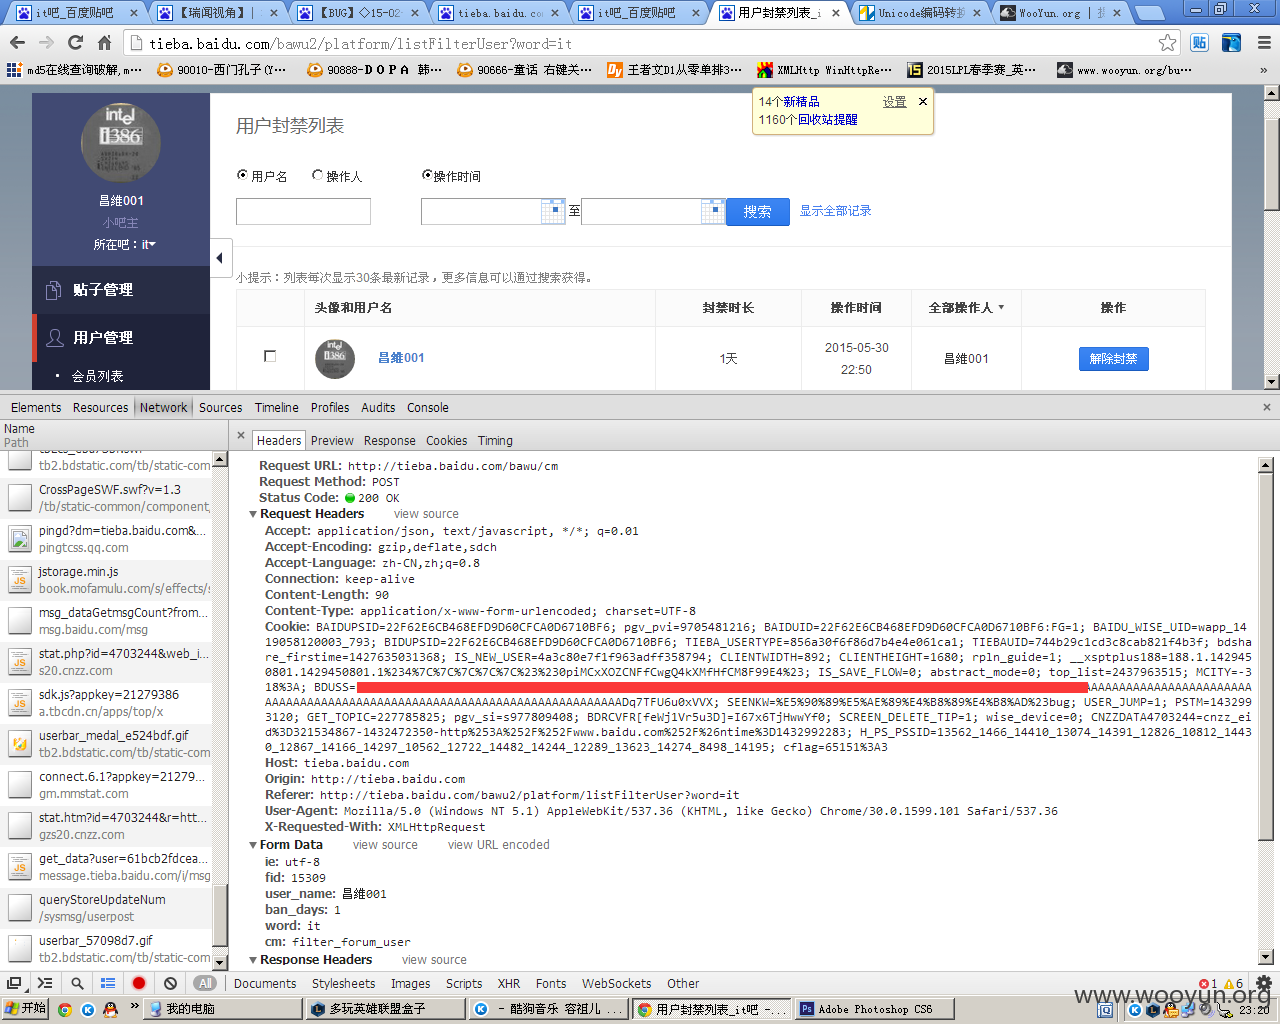 it吧_百度贴吧
【瑞闻视角】
【BUG】◇15-02
tieba.baidu.com
it吧_百度贴吧
用户封禁列表_i
Unicode编码转换
WooYun.org
tieba.baidu.com/bawu2/platform/listFilterUser?word=it
md5在线查询破解,m…
90010-西门孔子(Y…
90888-D O P A 韩…
90666-童话 右键关…
王者文D1从零单排3…
XMLHttp WinHttpRe…
2015LPL春季赛_英…
www.wooyun.org/bu…
»
intel
i386
昌维001
小吧主
所在吧：it
贴子管理
用户管理
• 会员列表
用户封禁列表
14个新精品 设置
1160个回收站提醒
用户名 操作人 操作时间
至 搜索 显示全部记录
小提示：列表每次显示30条最新记录，更多信息可以通过搜索获得。
头像和用户名 封禁时长 操作时间 全部操作人 操作
昌维001 1天 2015-05-30 22:50 昌维001 解除封禁
Elements Resources Network Sources Timeline Profiles Audits Console
Name
Path
Headers Preview Response Cookies Timing
tb2.bdstatic.com/tb/static-com
CrossPageSWF.swf?v=1.3
/tb/static-common/component,
pingd?dm=tieba.baidu.com&…
pingtcss.qq.com
jstorage.min.js
book.mofamulu.com/s/effects/s
msg_dataGetmsgCount?from…
msg.baidu.com/msg
stat.php?id=4703244&web_i…
s20.cnzz.com
sdk.js?appkey=21279386
a.tbcdn.cn/apps/top/x
userbar_medal_e524bdf.gif
tb2.bdstatic.com/tb/static-com
connect.6.1?appkey=21279…
gm.mmstat.com
stat.htm?id=4703244&r=htt…
gzs20.cnzz.com
get_data?user=61bcb2fdcea…
message.tieba.baidu.com/i/msg
queryStoreUpdateNum
/sysmsg/userpost
userbar_57098d7.gif
tb2.bdstatic.com/tb/static-com
Request URL: http://tieba.baidu.com/bawu/cm
Request Method: POST
Status Code: 200 OK
Request Headers view source
Accept: application/json, text/javascript, */*; q=0.01
Accept-Encoding: gzip,deflate,sdch
Accept-Language: zh-CN,zh;q=0.8
Connection: keep-alive
Content-Length: 90
Content-Type: application/x-www-form-urlencoded; charset=UTF-8
Cookie: BAIDUPSID=22F62E6CB468EFD9D60CFCA0D6710BF6; pgv_pvi=9705481216; BAIDUID=22F62E6CB468EFD9D60CFCA0D6710BF6:FG=1; BAIDU_WISE_UID=wapp_14
19058120003_793; BIDUPSID=22F62E6CB468EFD9D60CFCA0D6710BF6; TIEBA_USERTYPE=856a30f6f86d7b4e4e061ca1; TIEBAUID=744b29c1cd3c8cab821f4b3f; bdsha
re_firstime=1427635031368; IS_NEW_USER=4a3c80e7f1f963adff358794; CLIENTWIDTH=892; CLIENTHEIGHT=1680; rpln_guide=1; __xsptplus188=188.1.142945
0801.1429450801.1%234%7C%7C%7C%7C%7C%23%230piMCxXOZCNFfCwgQ4kXMfHfCM8F99E4%23; IS_SAVE_FLOW=0; abstract_mode=0; top_list=2437963515; MCITY=-3
18%3A; BDUSS=
Dq7TFU6u0xVVX; SEENKW=%E5%90%89%E5%AE%89%E4%B8%89%E4%B8%AD%23bug; USER_JUMP=1; PSTM=14329
3120; GET_TOPIC=227785825; pgv_si=s977809408; BDRCVFR[feWj1Vr5u3D]=I67x6TjHwwYf0; SCREEN_DELETE_TIP=1; wise_device=0; CNZZDATA4703244=cnzz_ei
d%3D321534867-1432472350-http%253A%252F%252Fwww.baidu.com%252F%26ntime%3D1432992283; H_PS_PSSID=13562_1466_14410_13074_14391_12826_10812_1443
0_12867_14166_14297_10562_12722_14482_14244_12289_13623_14274_8498_14195; cflag=65151%3A3
Host: tieba.baidu.com
Origin: http://tieba.baidu.com
Referer: http://tieba.baidu.com/bawu2/platform/listFilterUser?word=it
User-Agent: Mozilla/5.0 (Windows NT 5.1) AppleWebKit/537.36 (KHTML, like Gecko) Chrome/30.0.1599.101 Safari/537.36
X-Requested-With: XMLHttpRequest
Form Data view source view URL encoded
ie: utf-8
fid: 15309
user_name: 昌维001
ban_days: 1
word: it
cm: filter_forum_user
Response Headers view source
All Documents Stylesheets Images Scripts XHR Fonts WebSockets Other
1 6
www.wooyun.org
开始
»
我的电脑
多玩英雄联盟盒子
- 酷狗音乐 容祖儿 …
用户封禁列表_it吧 -…
Adobe Photoshop CS6
23:20